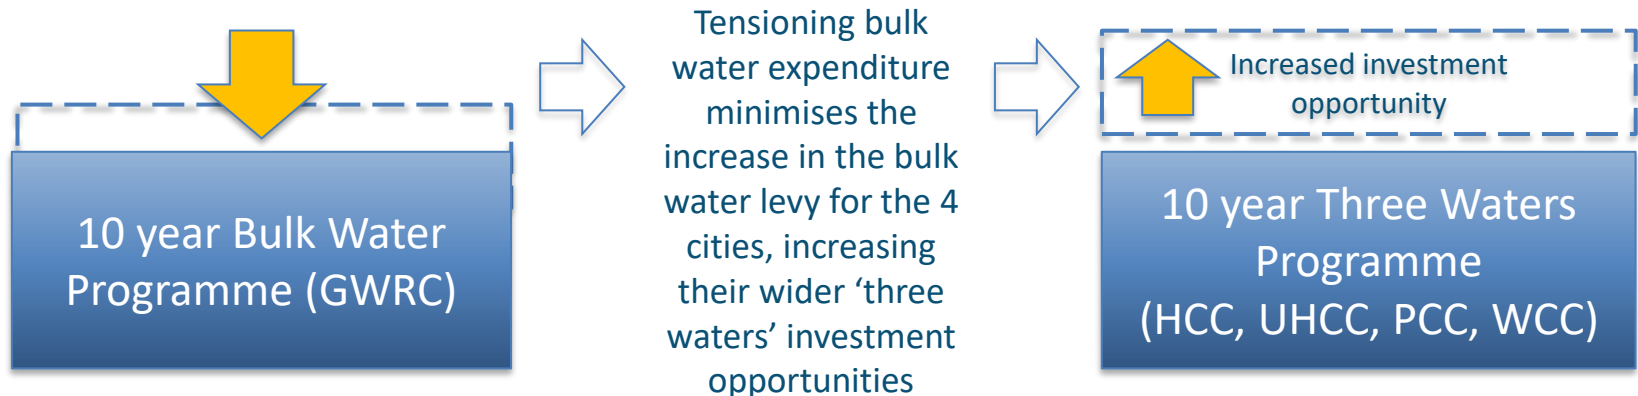 10 year Bulk Water
Programme (GWRC)
Tensioning bulk
water expenditure
minimises the
increase in the bulk
water levy for the 4
cities, increasing
their wider ‘three
waters’ investment
opportunities
Increased investment
opportunity
10 year Three Waters
Programme
(HCC, UHCC, PCC, WCC)